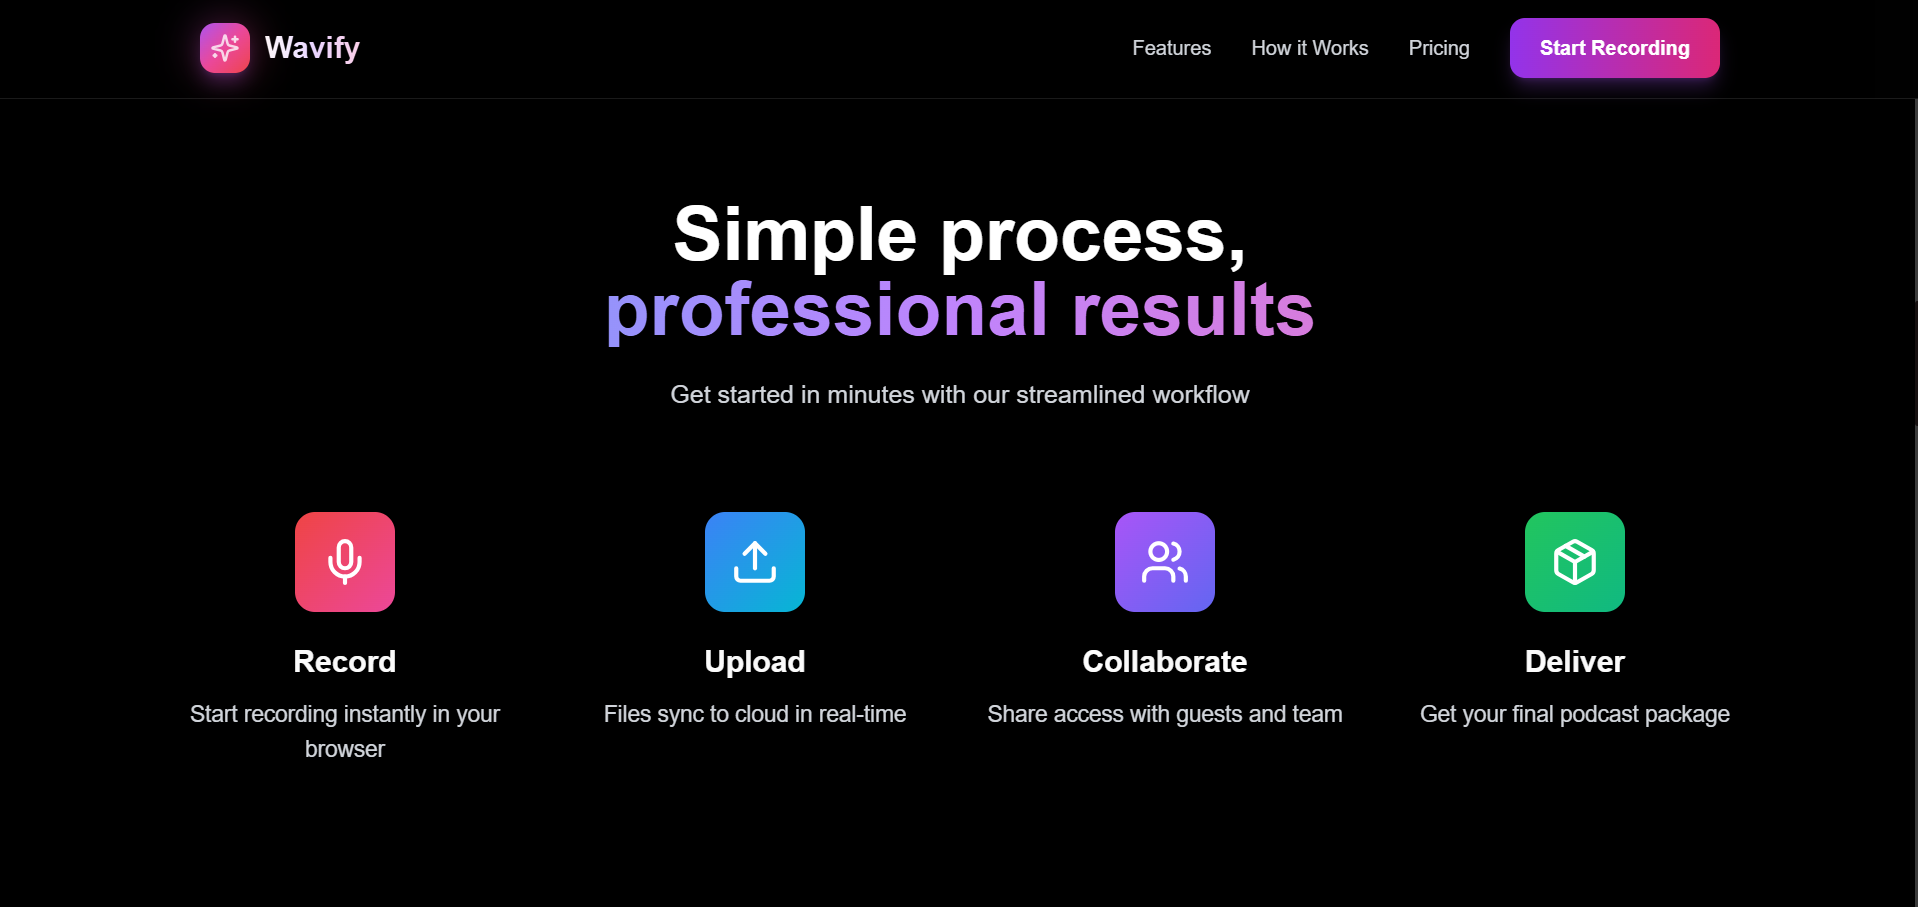 Wavify
Features
How it Works
Pricing
Start Recording
Simple process,
professional results
Get started in minutes with our streamlined workflow
Record
Start recording instantly in your
browser
Upload
Files sync to cloud in real-time
Collaborate
Share access with guests and team
Deliver
Get your final podcast package